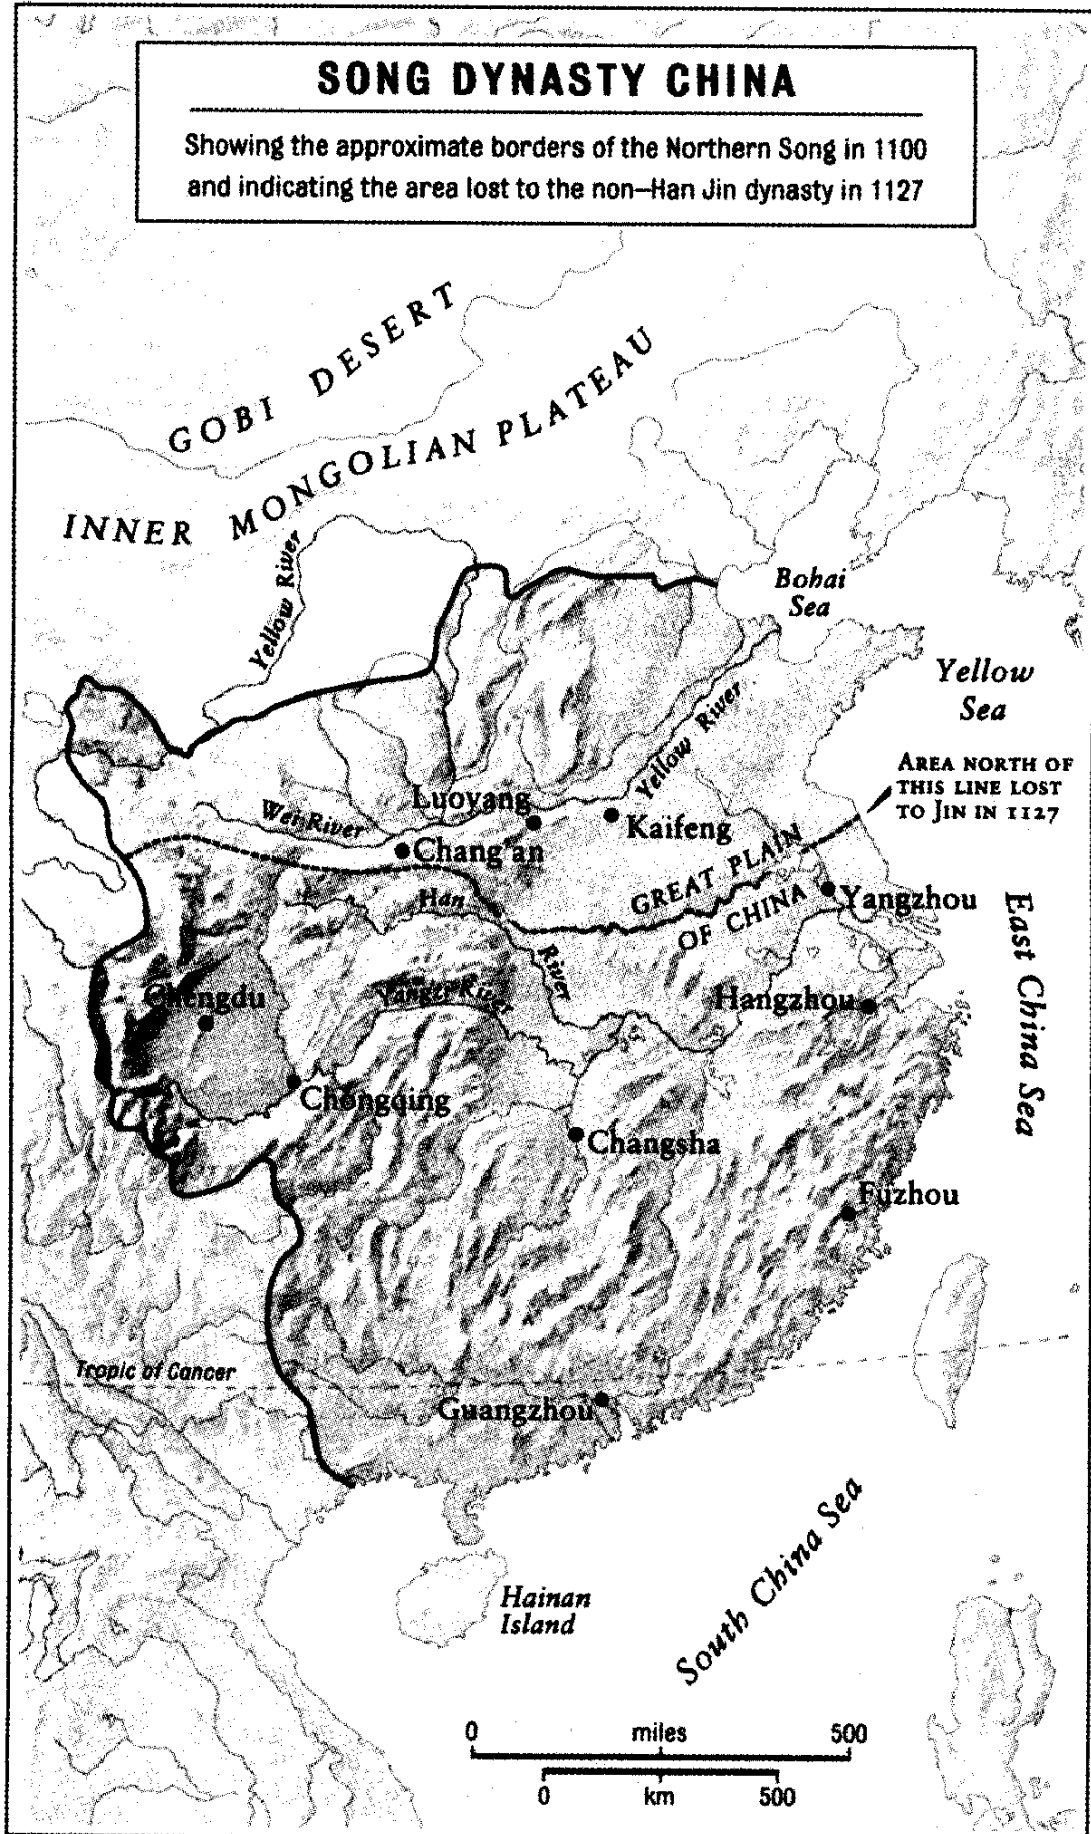 SONG DYNASTY CHINA
Showing the approximate borders of the Northern Song in 1100
and indicating the area lost to the non–Han Jin dynasty in 1127
GOBI DESERT
INNER MONGOLIAN PLATEAU
Yellow River
Bohai
Sea
Yellow
Sea
Yellow River
AREA NORTH OF
THIS LINE LOST
TO JIN IN 1127
Luoyang
Wei River
Kaifeng
Chang'an
GREAT PLAIN
OF CHINA
Han
River
Yangzhou
East China Sea
Chengdu
Yangzi River
Hangzhou
Chongqing
Changsha
Fuzhou
Tropic of Cancer
Guangzhou
South China Sea
Hainan
Island
0 miles 500
0 km 500